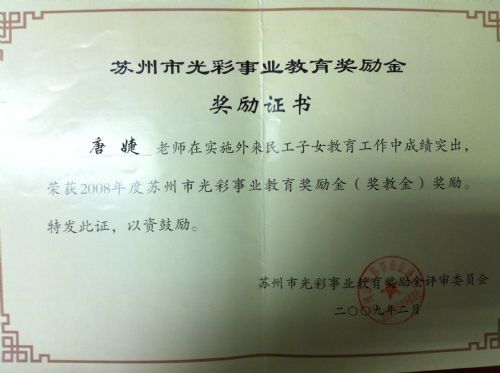 苏州市光彩事业教育奖励金
奖励证书
唐婕 老师在实施外来民工子女教育工作中成绩突出，
荣获2008年度苏州市光彩事业教育奖励金（奖教金）奖励。
特发此证，以资鼓励。
苏州市光彩事业教育奖励金评审委员会
二〇〇九年二月